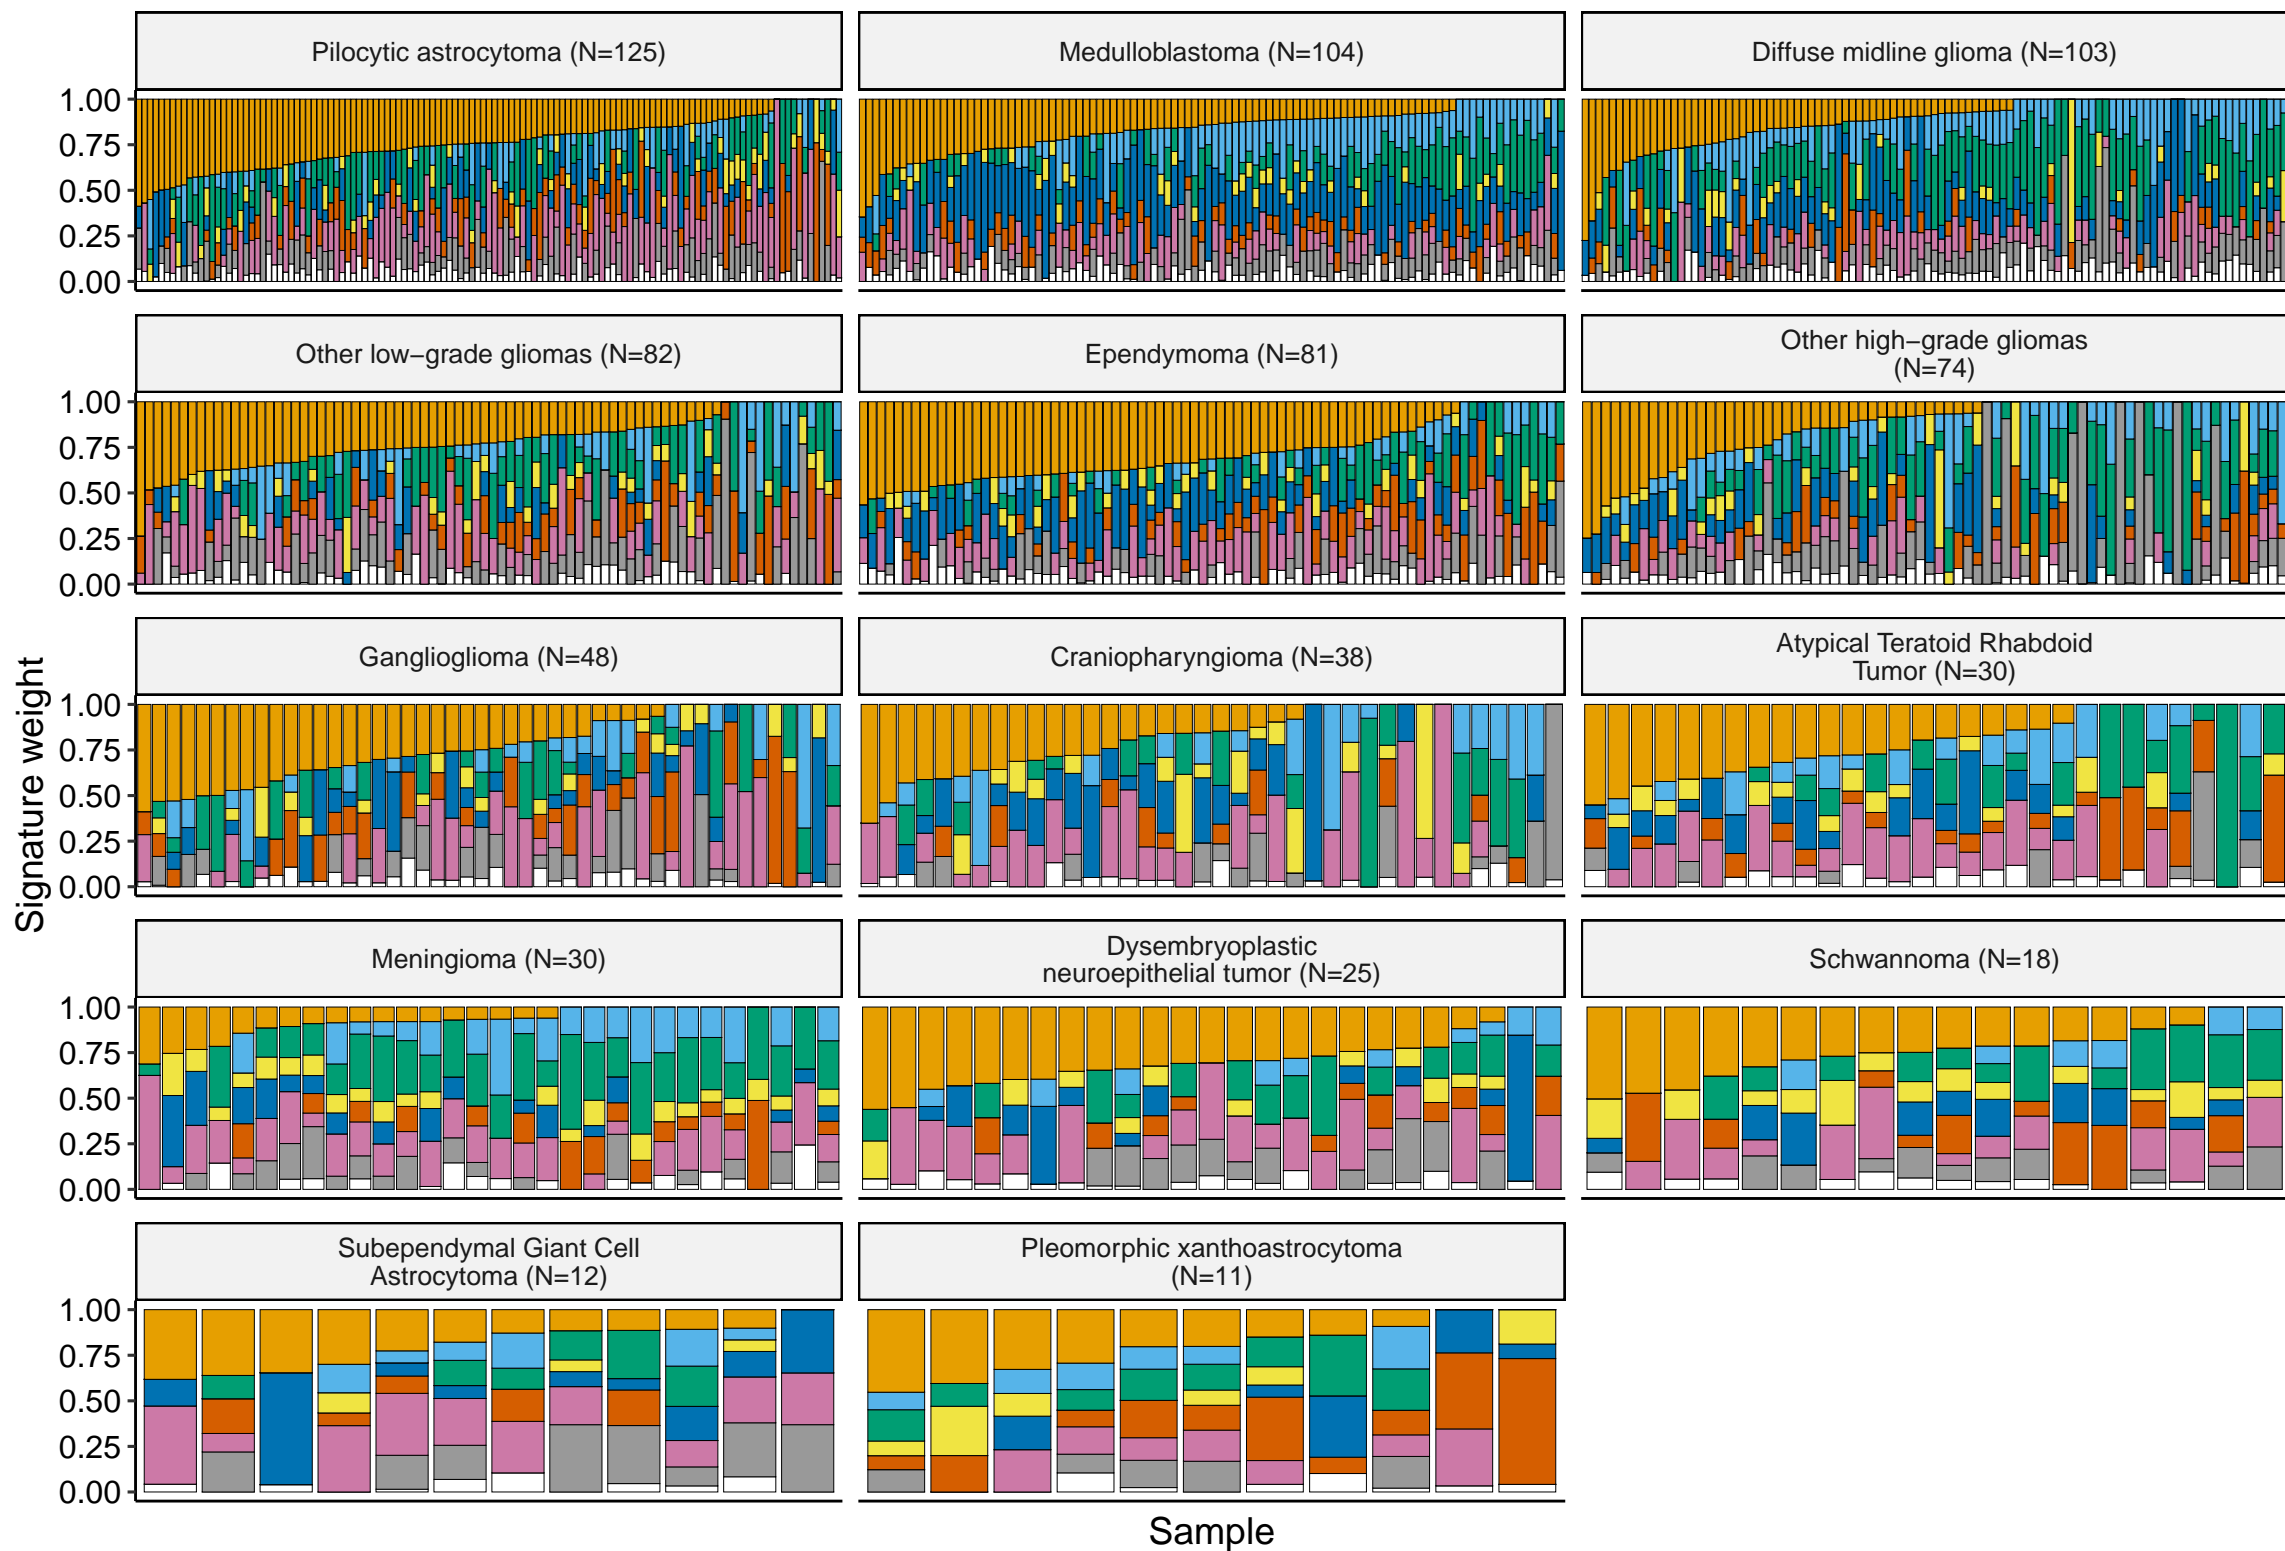 Pilocytic astrocytoma (N=125)
Medulloblastoma (N=104)
Diffuse midline glioma (N=103)
1.00
0.75
0.50
0.25
0.00
Other low−grade gliomas (N=82)
Ependymoma (N=81)
Other high−grade gliomas
(N=74)
1.00
0.75
0.50
0.25
0.00
Ganglioglioma (N=48)
Craniopharyngioma (N=38)
Atypical Teratoid Rhabdoid
Tumor (N=30)
1.00
0.75
0.50
0.25
0.00
Signature weight
Meningioma (N=30)
Dysembryoplastic
neuroepithelial tumor (N=25)
Schwannoma (N=18)
1.00
0.75
0.50
0.25
0.00
Subependymal Giant Cell
Astrocytoma (N=12)
Pleomorphic xanthoastrocytoma
(N=11)
1.00
0.75
0.50
0.25
0.00
Sample